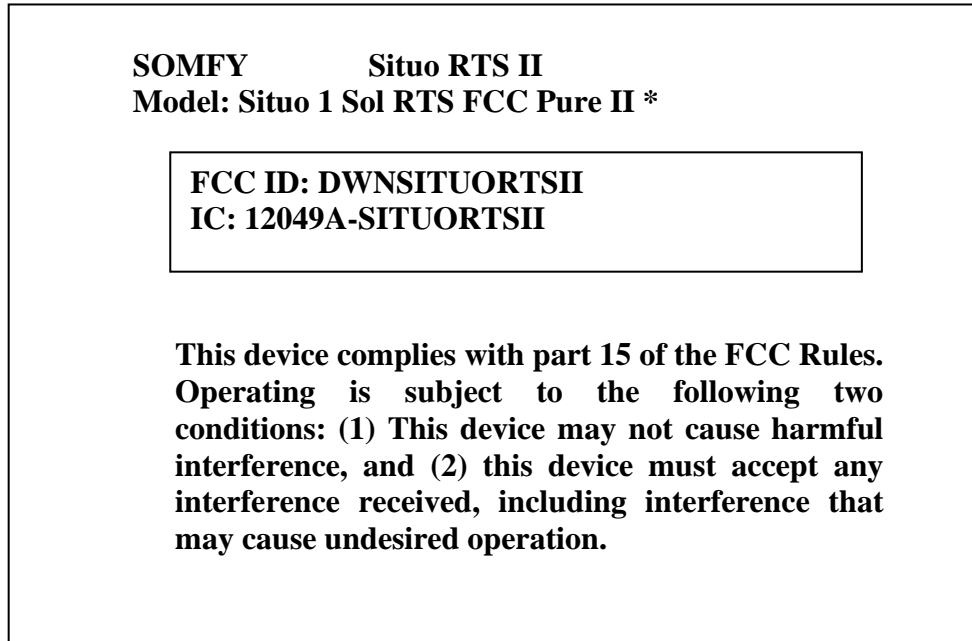 SOMFY Situo RTS II
Model: Situo 1 Sol RTS FCC Pure II *
FCC ID: DWNSITUORTSII
IC: 12049A-SITUORTSII
This device complies with part 15 of the FCC Rules.
Operating is subject to the following two
conditions: (1) This device may not cause harmful
interference, and (2) this device must accept any
interference received, including interference that
may cause undesired operation.